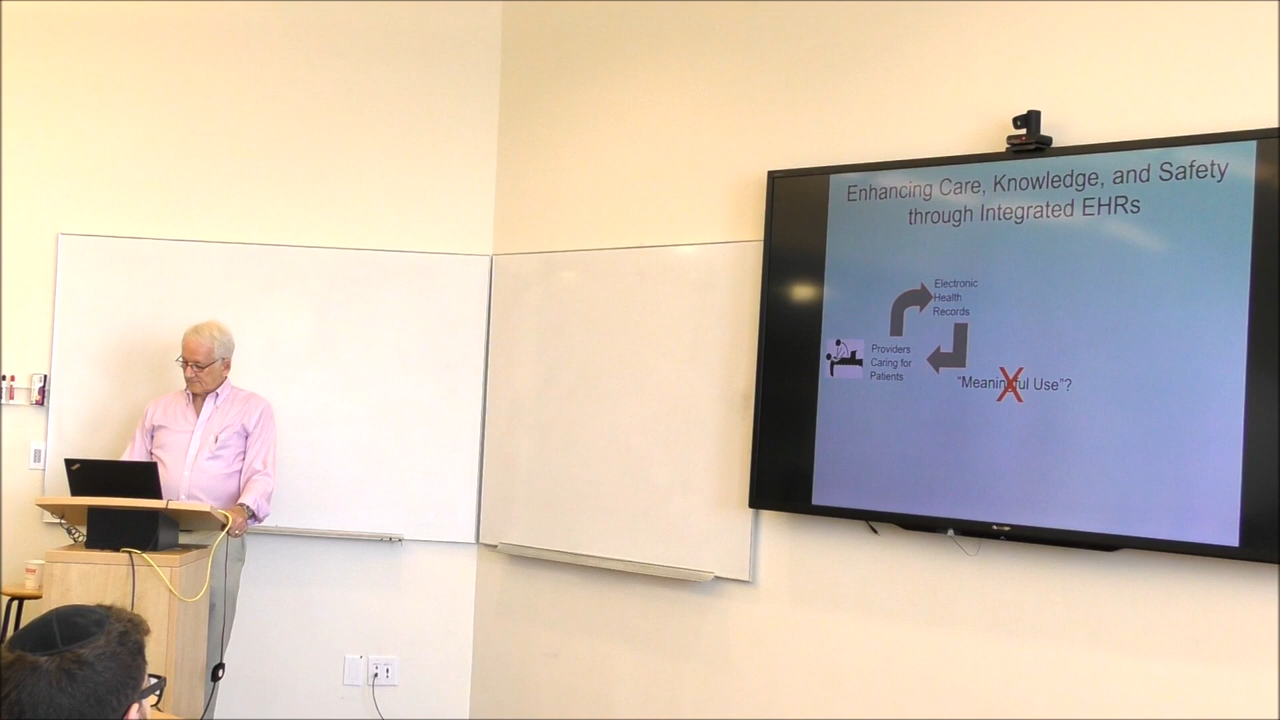 Enhancing Care, Knowledge, and Safety
through Integrated EHRs
Electronic
Health
Records
Providers
Caring for
Patients
"Meaningful Use"?
X